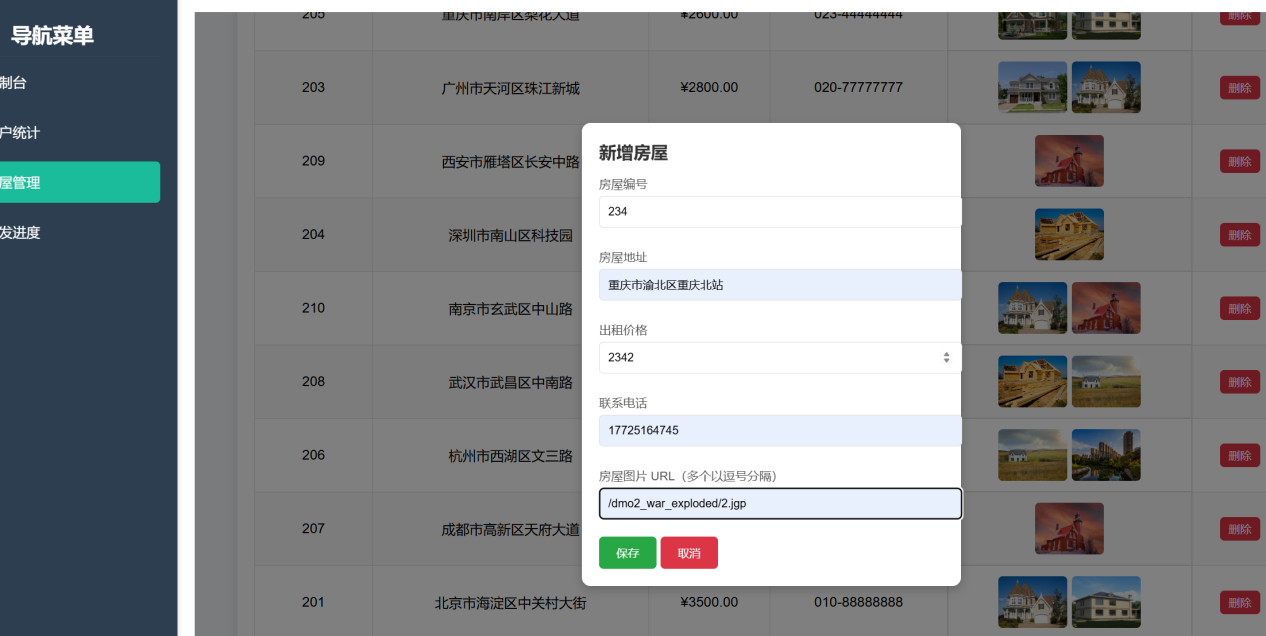 导航菜单
制台
户统计
屋管理
发进度
205 重庆市南岸区梨花大道 ¥2600.00 023-44444444 删除
203 广州市天河区珠江新城 ¥2800.00 020-77777777 删除
209 西安市雁塔区长安中路 删除
204 深圳市南山区科技园 删除
210 南京市玄武区中山路 删除
208 武汉市武昌区中南路 删除
206 杭州市西湖区文三路 删除
207 成都市高新区天府大道 删除
201 北京市海淀区中关村大街 ¥3500.00 010-88888888 删除
新增房屋
房屋编号
234
房屋地址
重庆市渝北区重庆北站
出租价格
2342
联系电话
17725164745
房屋图片 URL（多个以逗号分隔）
/dmo2_war_exploded/2.jgp
保存 取消